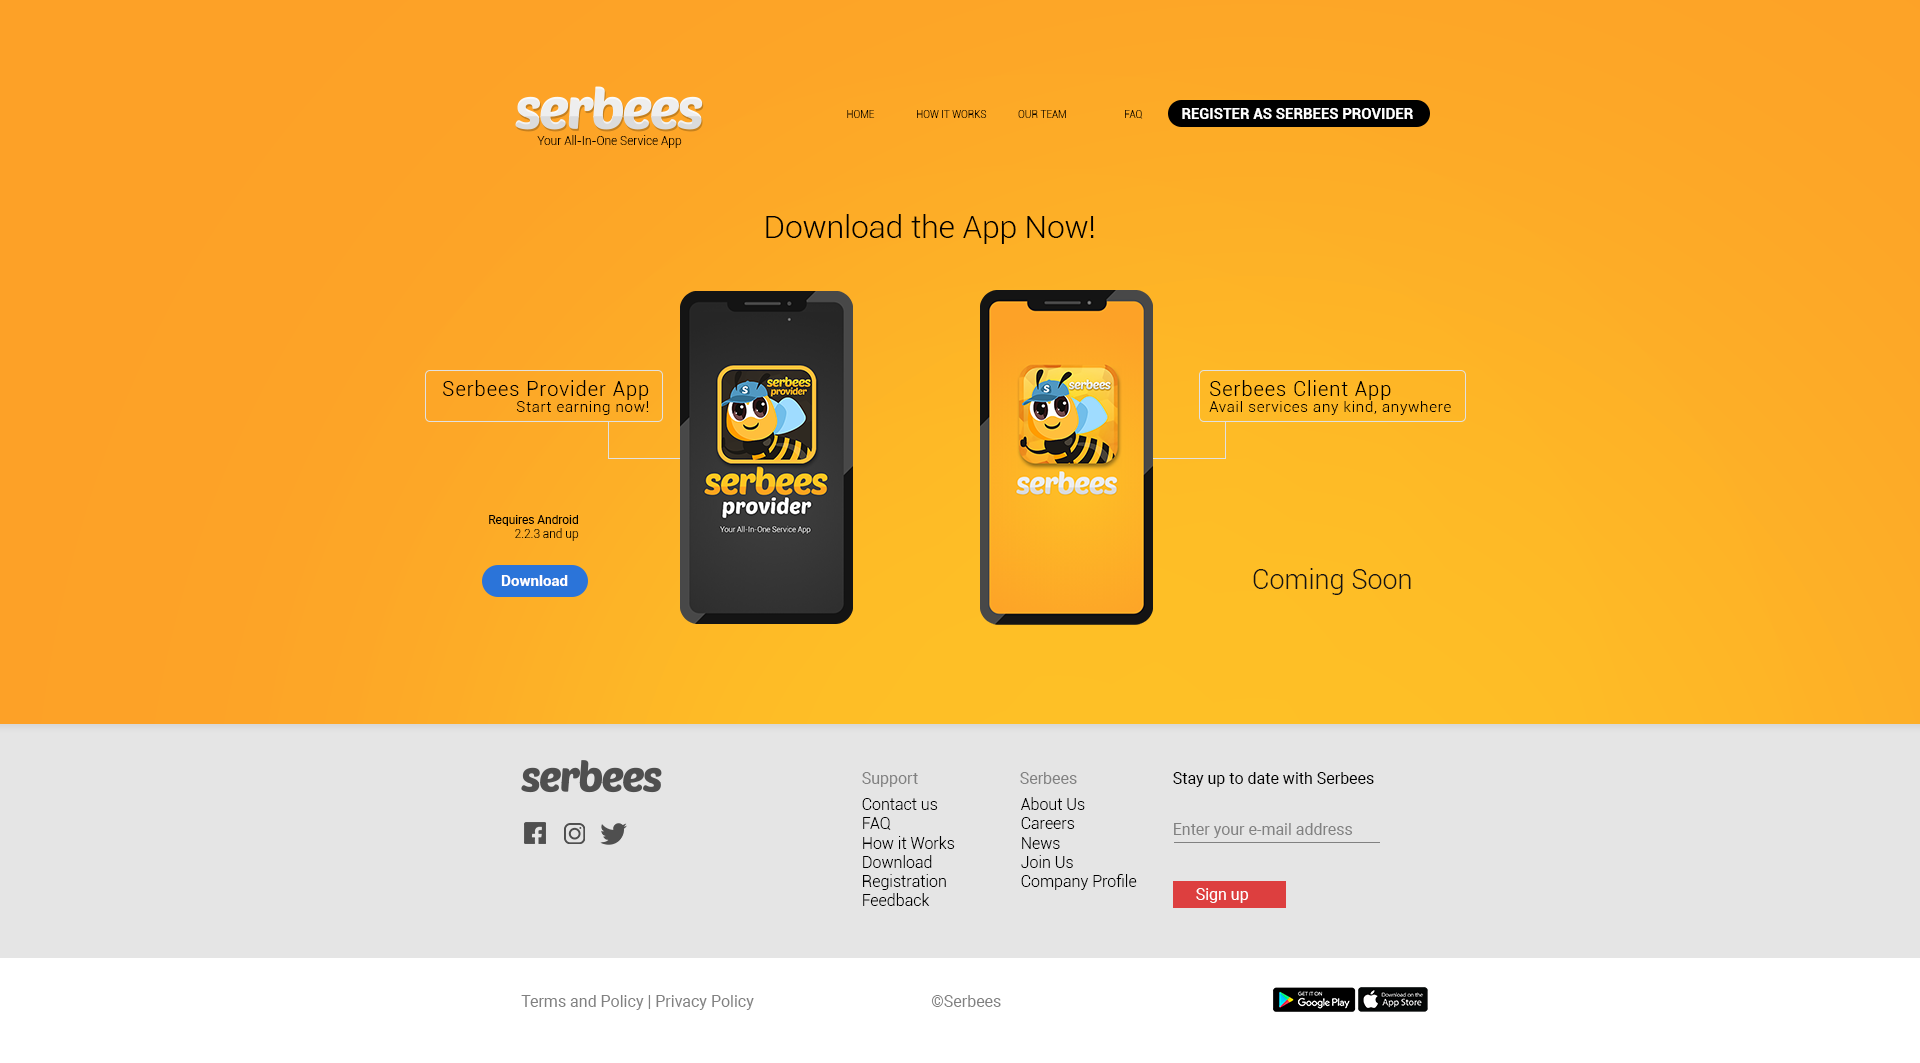 serbees
Your All-In-One Service App
HOME
HOW IT WORKS
OUR TEAM
FAQ
REGISTER AS SERBEES PROVIDER
Download the App Now!
Serbees Provider App
Start earning now!
Requires Android
2.2.3 and up
Download
S
serbees
provider
serbees
provider
Your All-In-One Service App
S
serbees
serbees
Serbees Client App
Avail services any kind, anywhere
Coming Soon
serbees
Support
Contact us
FAQ
How it Works
Download
Registration
Feedback
Serbees
About Us
Careers
News
Join Us
Company Profile
Stay up to date with Serbees
Enter your e-mail address
Sign up
Terms and Policy | Privacy Policy
©Serbees
GET IT ON
Google Play
Download on the
App Store